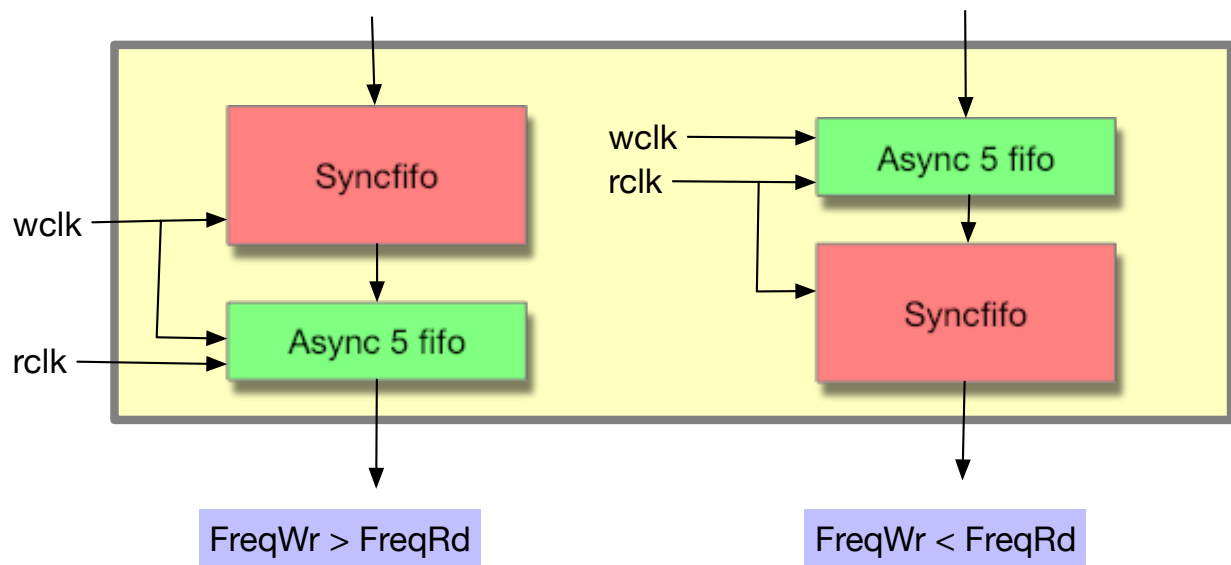 Syncfifo
wclk
Async 5 fifo
rclk
FreqWr > FreqRd
wclk
Async 5 fifo
rclk
Syncfifo
FreqWr < FreqRd